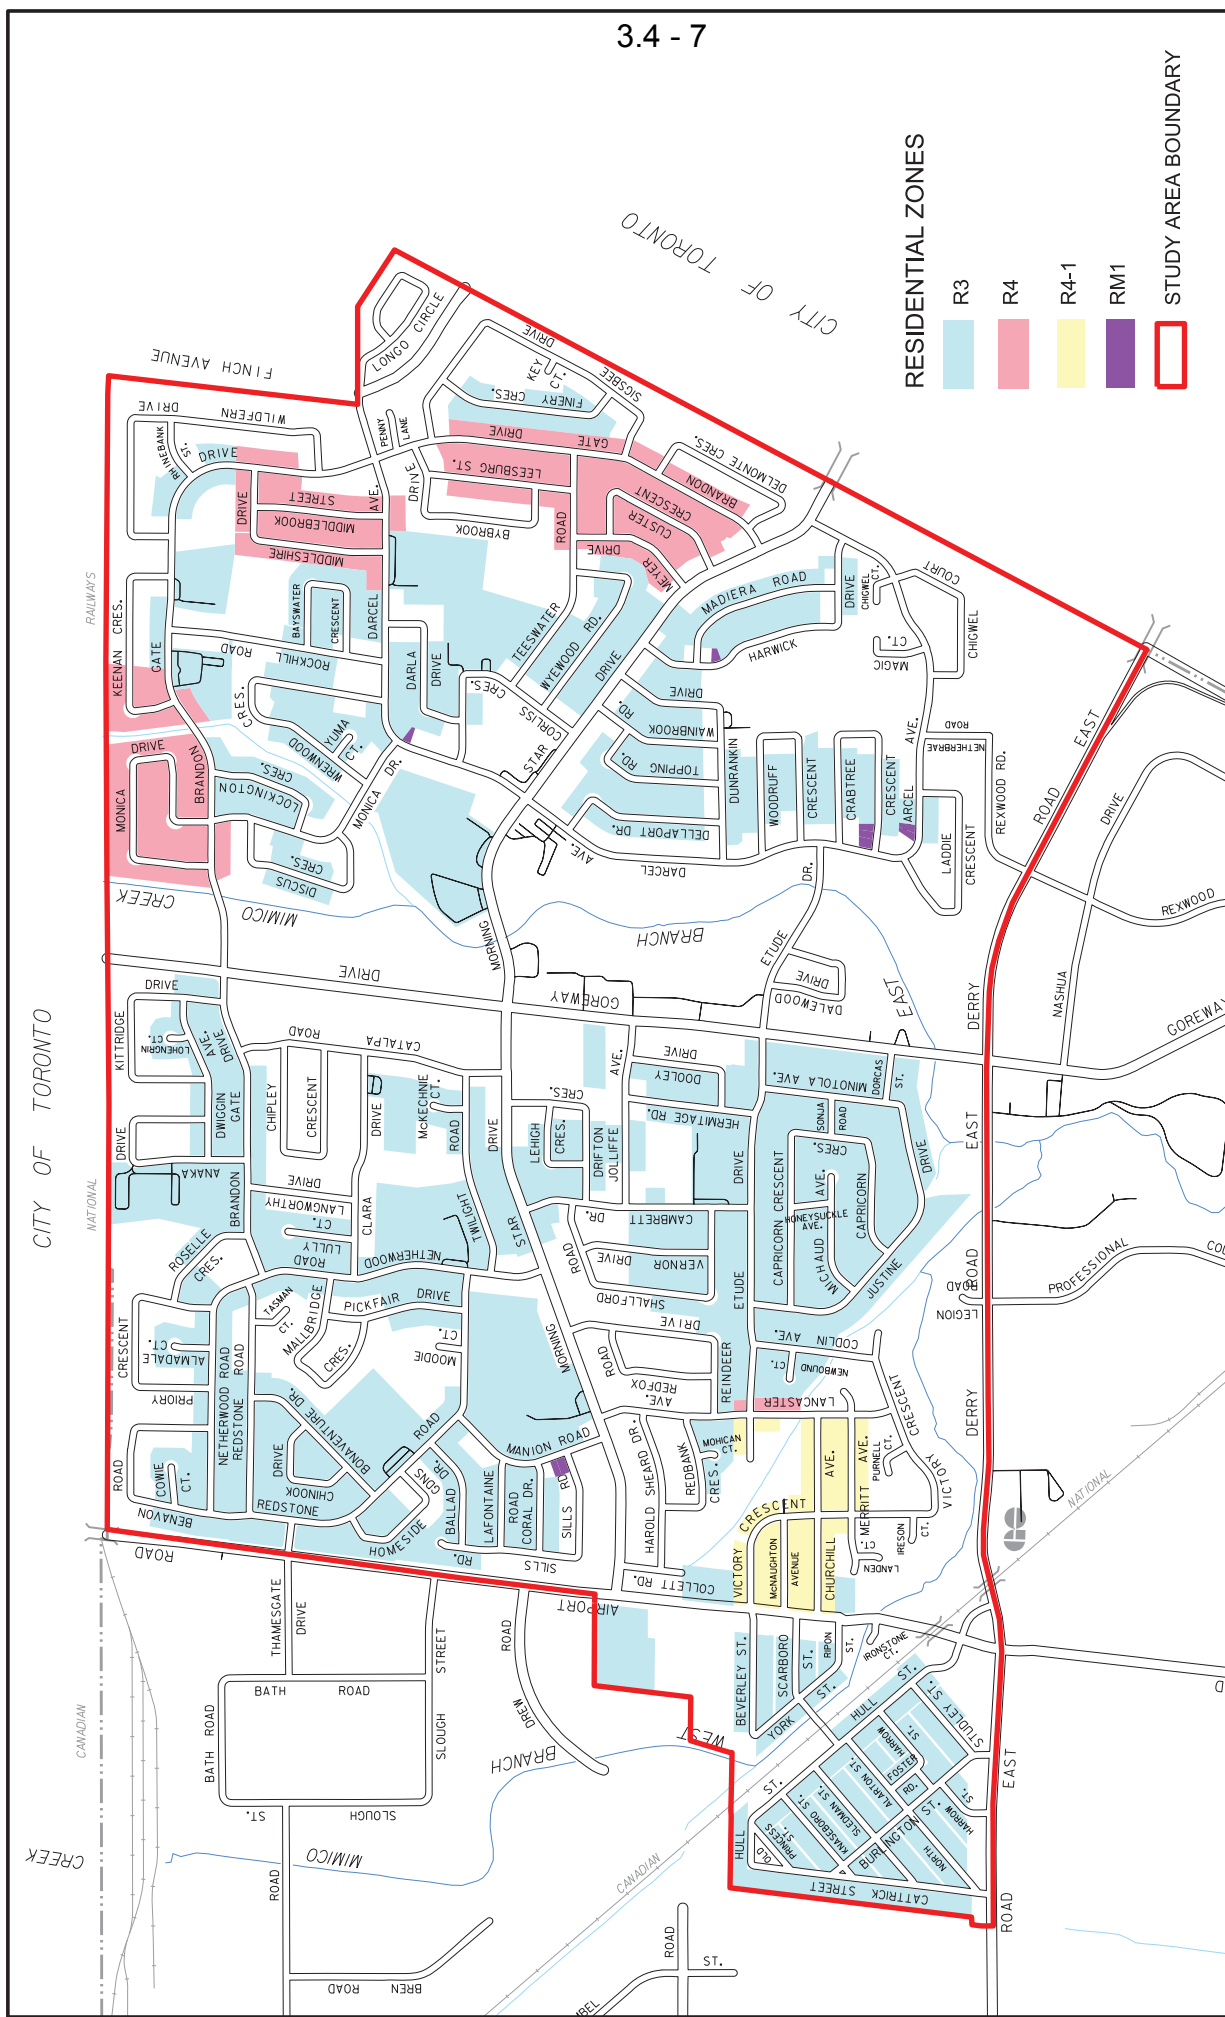 3.4 - 7
RESIDENTIAL ZONES
R3
R4
R4-1
RM1
STUDY AREA BOUNDARY
CITY OF TORONTO
CITY OF TORONTO
RAILWAYS
NATIONAL
CANADIAN
FINCH AVENUE
LONGO CIRCLE
WILDFERN
DRIVE
RHINEBANK
ST.
DRIVE
PENNY
LANE
KEY
CT.
FINERY CRES.
SIGSBEE
DRIVE
GATE
DRIVE
LEESBURG ST.
BYBROOK
DRIVE
AVE.
STREET
MIDDLEBROOK
MIDDLESHIRE
DRIVE
DELMONTE CRES.
BRANDON
CUSTER
CRESCENT
ROAD
DRIVE
MEYER
KEENAN CRES.
GATE
BAYSWATER
CRESCENT
DARCEL
ROCKHILL
ROAD
DARLA
DRIVE
TEESWATER
WYEWOOD RD.
DRIVE
CORLISS
CRES.
STAR
MADIERA ROAD
HARWICK
DRIVE
CHIGWEL
CT.
COURT
CHIGWEL
MAGIC
CT.
CRES.
WRENWOOD
YUMA
CT.
MONICA
DRIVE
BRANDON
LOCKINGTON
CRES.
MONICA DR.
DISCUS
CRES.
WAINBROOK
DRIVE
RD.
TOPPING
RD.
DUNRANKIN
DELLAPORT DR.
WOODRUFF
CRESCENT
CRABTREE
CRESCENT
ARCEL
AVE.
NETHERBRAE
ROAD
REXWOOD RD.
LADDIE
CRESCENT
DARCEL
AVE.
ROAD
EAST
DRIVE
REXWOOD
NASHUA
GOREWAY
CREEK
MIMICO
BRANCH
EAST
MORNING
ETUDE
DR.
DALEWOOD
DRIVE
DERRY
GOREWAY
DRIVE
KITTRIDGE
DRIVE
LOHENGRIN
CT.
AVE.
DRIVE
DWIGGIN
GATE
CATALPA
ROAD
CHIPLEY
CRESCENT
DRIVE
McKECHNIE
CT.
ROAD
DRIVE
LEHIGH
CRES.
CRES.
DRIFTON
JOLLIFFE
AVE.
DOOLEY
DRIVE
HERMITAGE RD.
MINOTOLA AVE.
DORCAS
ST.
SONJA
ROAD
CRES.
DRIVE
EAST
DRIVE
ANAKA
BRANDON
LANGWORTHY
DRIVE
LULLY
CT.
CLARA
TWILIGHT
STAR
NETHERWOOD
ROAD
CAMBRETT
DR.
DRIVE
VERNOR
DRIVE
ROAD
SHALLFORD
ETUDE
CAPRICORN CRESCENT
HONEYSUCKLE
AVE.
MICHAUD AVE.
CAPRICORN
JUSTINE
ROSELLE
CRES.
TASMAN
CT.
MALLBRIDGE
CRES.
PICKFAIR
DRIVE
MOODIE
CT.
MORNING
ROAD
REDFOX
AVE.
DRIVE
REINDEER
CODLIN
AVE.
NEWBOUND
CT.
LANCASTER
ROAD
LEGION
ROAD
PROFESSIONAL
DERRY
CRESCENT
ALMADALE
CT.
PRIORY
NETHERWOOD ROAD
REDSTONE ROAD
BONAVENTURE DR.
CHINOOK
DRIVE
REDSTONE
ROAD
COWIE
CT.
BENAVON
HOMESIDE
GDNS
ROAD
BALLAD
DR.
RD.
LAFONTAINE
ROAD
CORAL DR.
MANION ROAD
SILLS
RD
SILLS
HAROLD SHEARD DR.
REDBANK
CRES.
MOHICAN
CT.
COLLETT RD.
VICTORY
CRESCENT
McNAUGHTON
AVENUE
CHURCHILL
AVE.
MERRITT
AVE.
PURNELL
CT.
CRESCENT
VICTORY
IRESON
CT.
LANDEN
CT.
NATIONAL
ROAD
AIRPORT
THAMESGATE
DRIVE
STREET
SLOUGH
ROAD
DREW
BATH ROAD
BATH ROAD
SLOUGH
ST.
BRANCH
WEST
MIMICO
CREEK
CANADIAN
BEVERLEY ST.
SCARBORO
ST.
RIPON
ST.
YORK
ST.
IRONSTONE
CT.
HULL
ST.
STUDLEY ST.
HARROW
ST.
FOSTER
RD.
ALARTON ST.
SLEDMAN ST.
KNASEBORO ST.
PRINCESS
ST.
OLD
HULL
ST.
BURLINGTON
ST.
NORTH
HARROW
ST.
CATTRICK
STREET
EAST
ROAD
ROAD
BREN
ROAD
ROAD
ST.